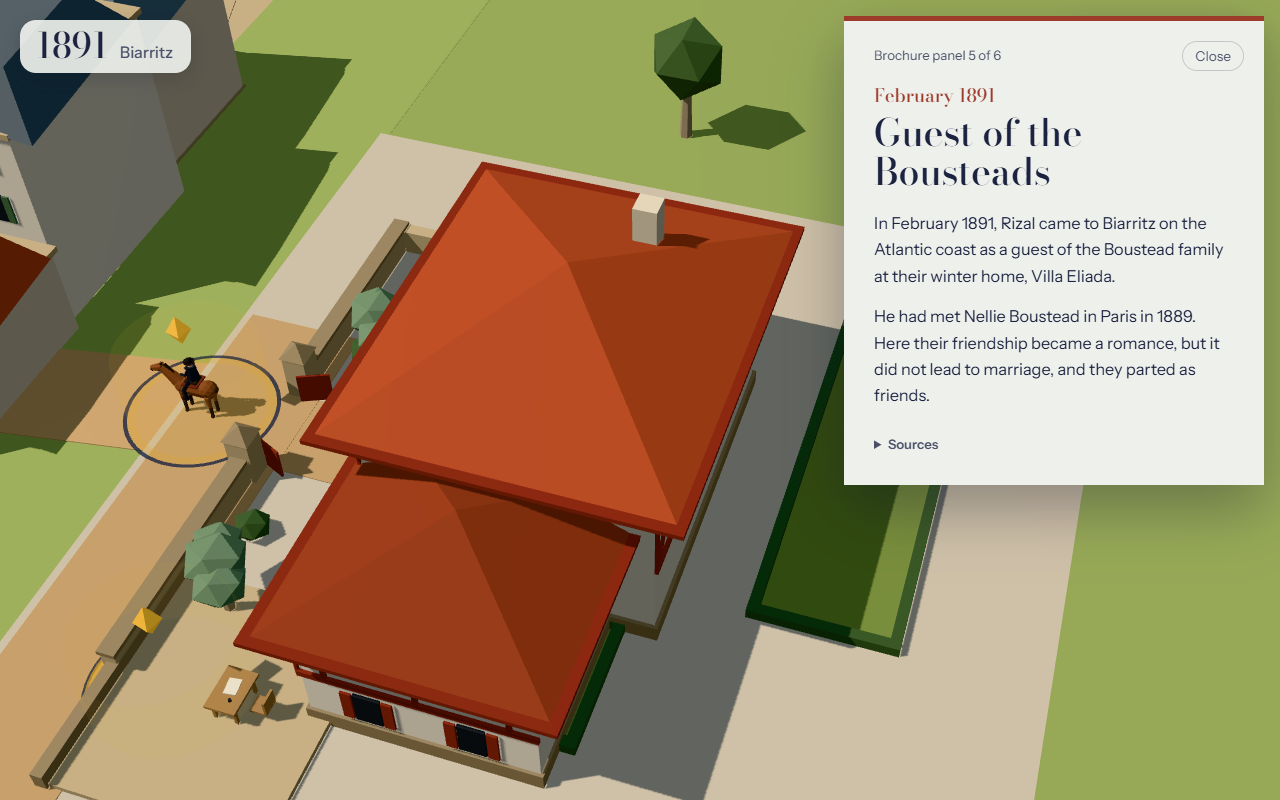 1891 Biarritz
Brochure panel 5 of 6
Close
February 1891
Guest of the
Bousteads
In February 1891, Rizal came to Biarritz on the
Atlantic coast as a guest of the Boustead family
at their winter home, Villa Eliada.
He had met Nellie Boustead in Paris in 1889.
Here their friendship became a romance, but it
did not lead to marriage, and they parted as
friends.
Sources